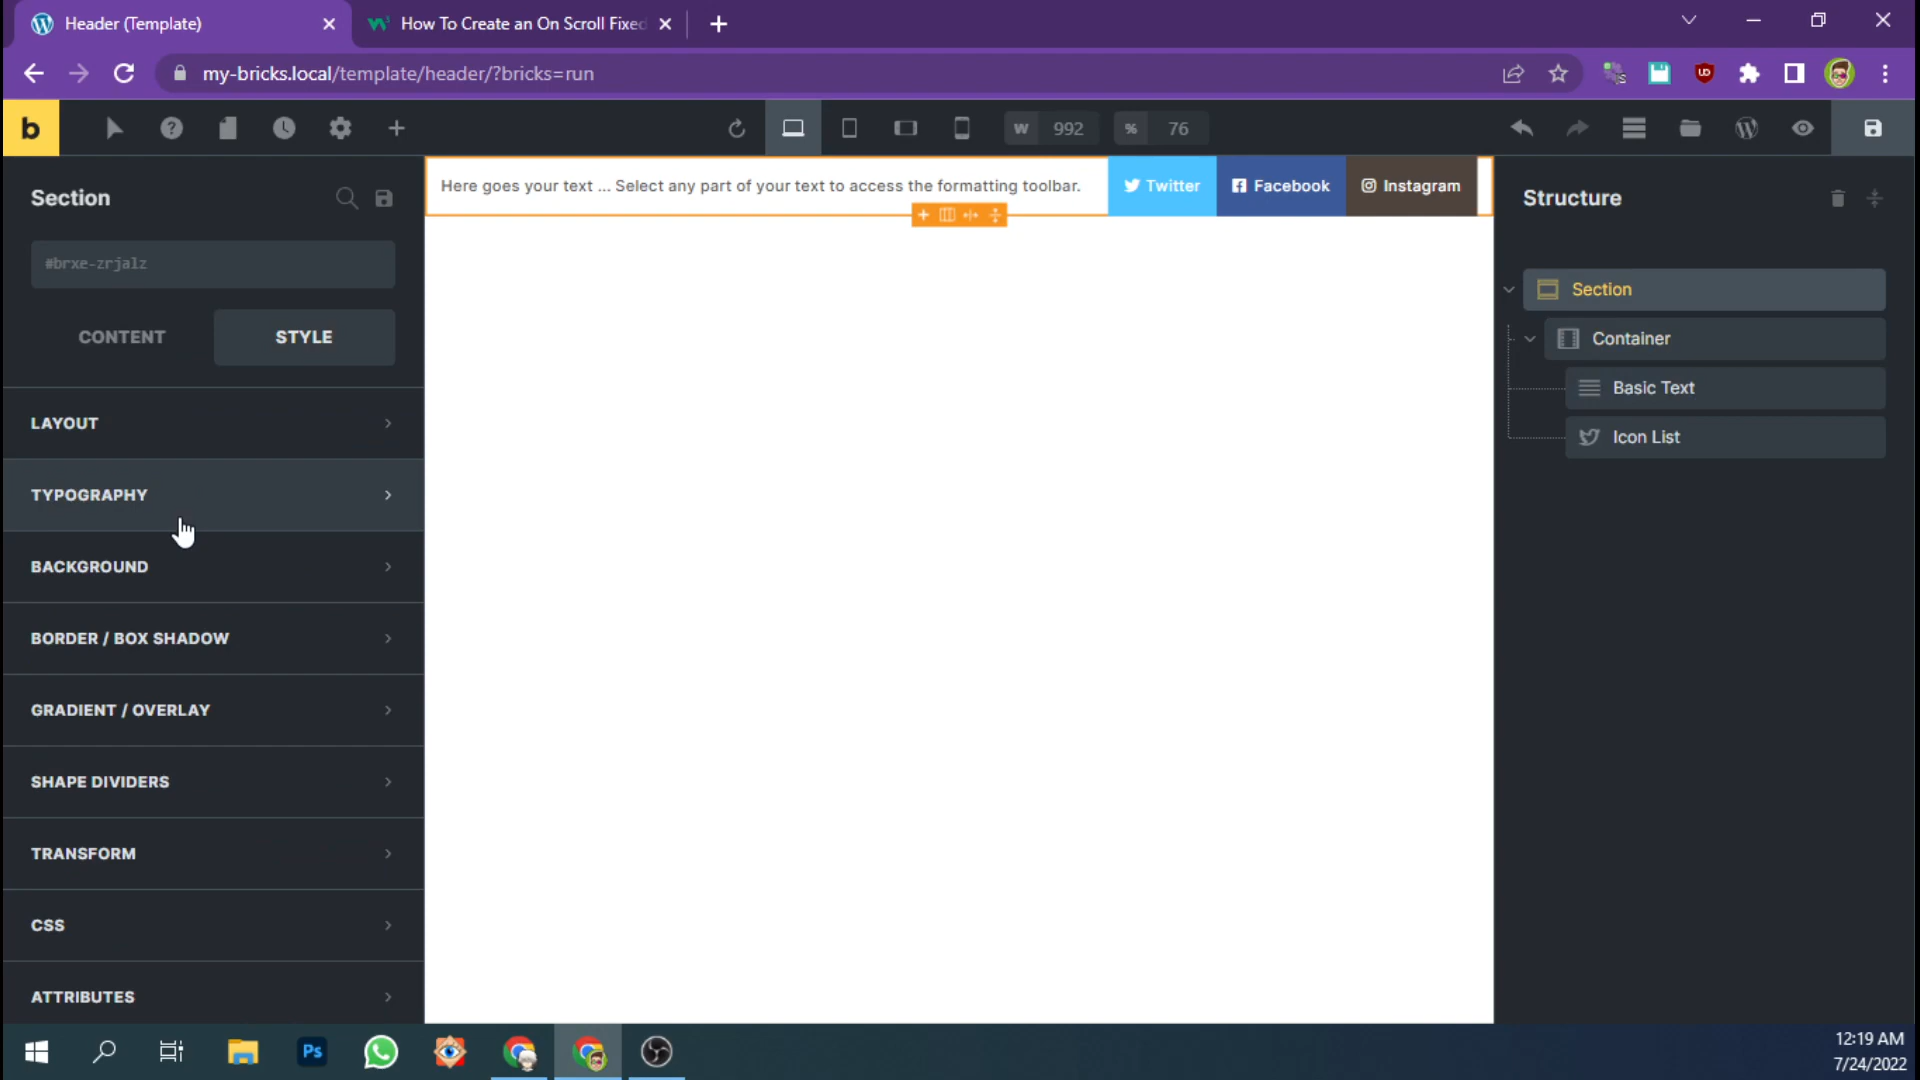 Header (Template)
How To Create an On Scroll Fixed
my-bricks.local/template/header/?bricks=run
b
W 992
% 76
Section
#brxe-zrjalz
CONTENT
STYLE
LAYOUT
TYPOGRAPHY
BACKGROUND
BORDER / BOX SHADOW
GRADIENT / OVERLAY
SHAPE DIVIDERS
TRANSFORM
CSS
ATTRIBUTES
Here goes your text ... Select any part of your text to access the formatting toolbar.
Twitter
Facebook
Instagram
Structure
Section
Container
Basic Text
Icon List
Ps
12:19 AM
7/24/2022